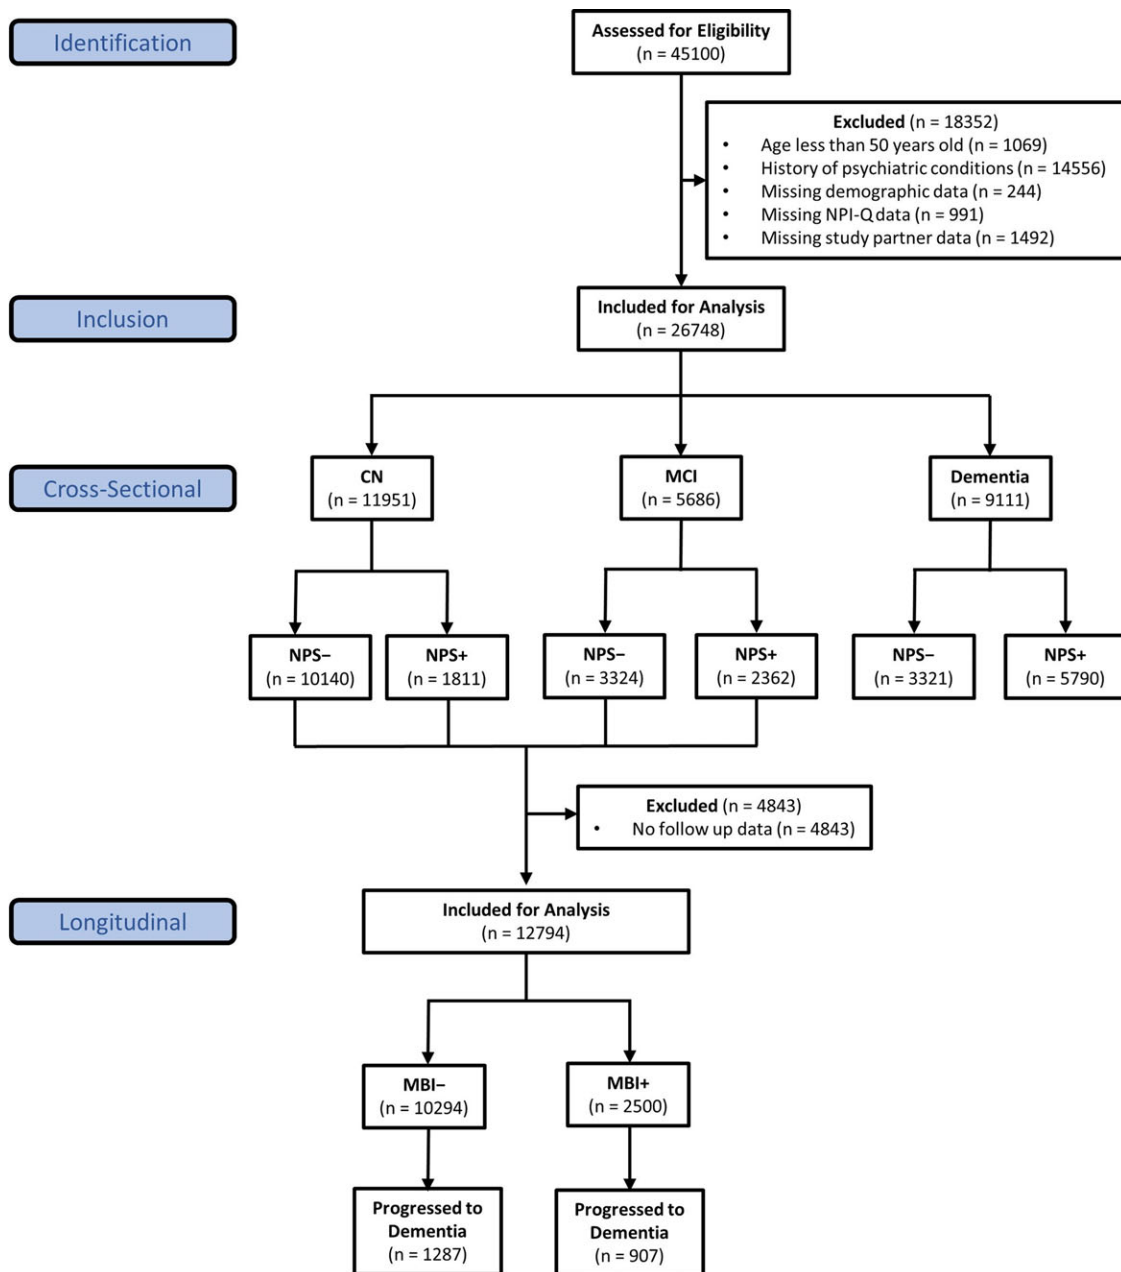 Identification
Assessed for Eligibility
(n = 45100)
Excluded (n = 18352)
• Age less than 50 years old (n = 1069)
• History of psychiatric conditions (n = 14556)
• Missing demographic data (n = 244)
• Missing NPI-Q data (n = 991)
• Missing study partner data (n = 1492)
Inclusion
Included for Analysis
(n = 26748)
Cross-Sectional
CN
(n = 11951)
MCI
(n = 5686)
Dementia
(n = 9111)
NPS−
(n = 10140)
NPS+
(n = 1811)
NPS−
(n = 3324)
NPS+
(n = 2362)
NPS−
(n = 3321)
NPS+
(n = 5790)
Excluded (n = 4843)
• No follow up data (n = 4843)
Longitudinal
Included for Analysis
(n = 12794)
MBI−
(n = 10294)
MBI+
(n = 2500)
Progressed to
Dementia
(n = 1287)
Progressed to
Dementia
(n = 907)